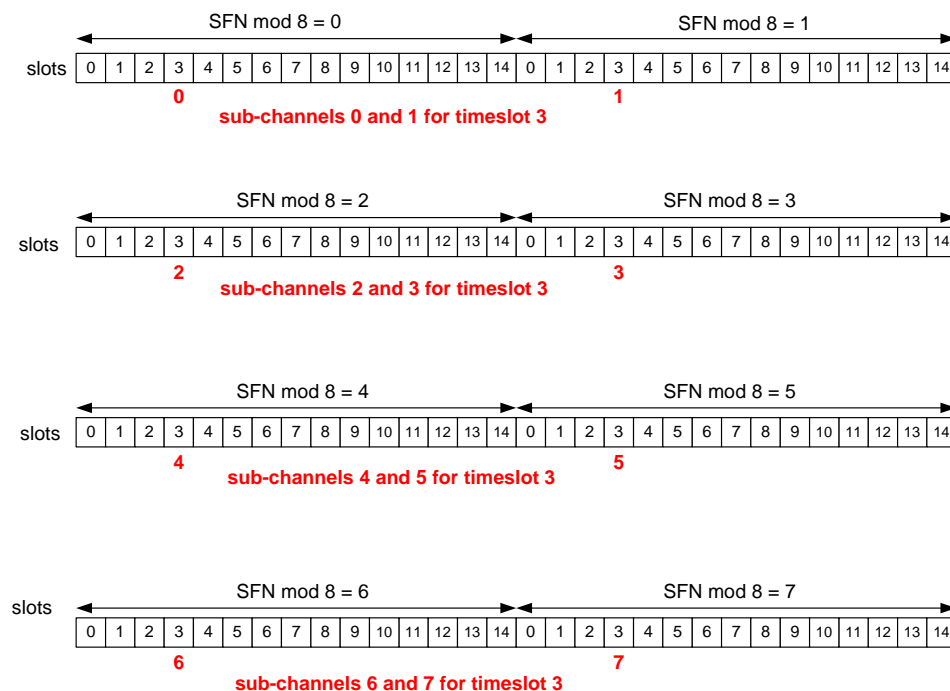 SFN mod 8 = 0 SFN mod 8 = 1
slots 0 1 2 3 4 5 6 7 8 9 10 11 12 13 14 0 1 2 3 4 5 6 7 8 9 10 11 12 13 14
0 1
sub-channels 0 and 1 for timeslot 3
SFN mod 8 = 2 SFN mod 8 = 3
slots 0 1 2 3 4 5 6 7 8 9 10 11 12 13 14 0 1 2 3 4 5 6 7 8 9 10 11 12 13 14
2 3
sub-channels 2 and 3 for timeslot 3
SFN mod 8 = 4 SFN mod 8 = 5
slots 0 1 2 3 4 5 6 7 8 9 10 11 12 13 14 0 1 2 3 4 5 6 7 8 9 10 11 12 13 14
4 5
sub-channels 4 and 5 for timeslot 3
SFN mod 8 = 6 SFN mod 8 = 7
slots
0 1 2 3 4 5 6 7 8 9 10 11 12 13 14 0 1 2 3 4 5 6 7 8 9 10 11 12 13 14
6 7
sub-channels 6 and 7 for timeslot 3